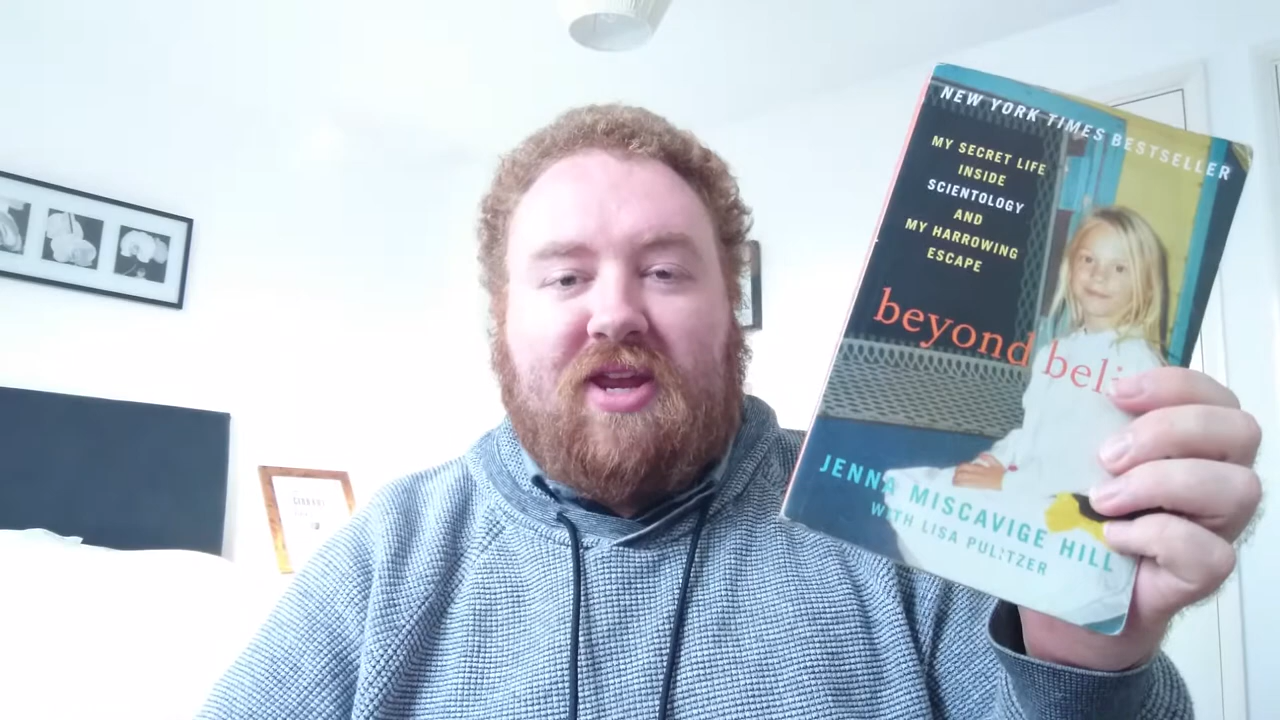 NEW YORK TIMES BESTSELLER
MY SECRET LIFE
INSIDE
SCIENTOLOGY
AND
MY HARROWING
ESCAPE
beyond beli
JENNA MISCAVIGE HILL
WITH LISA PULITZER